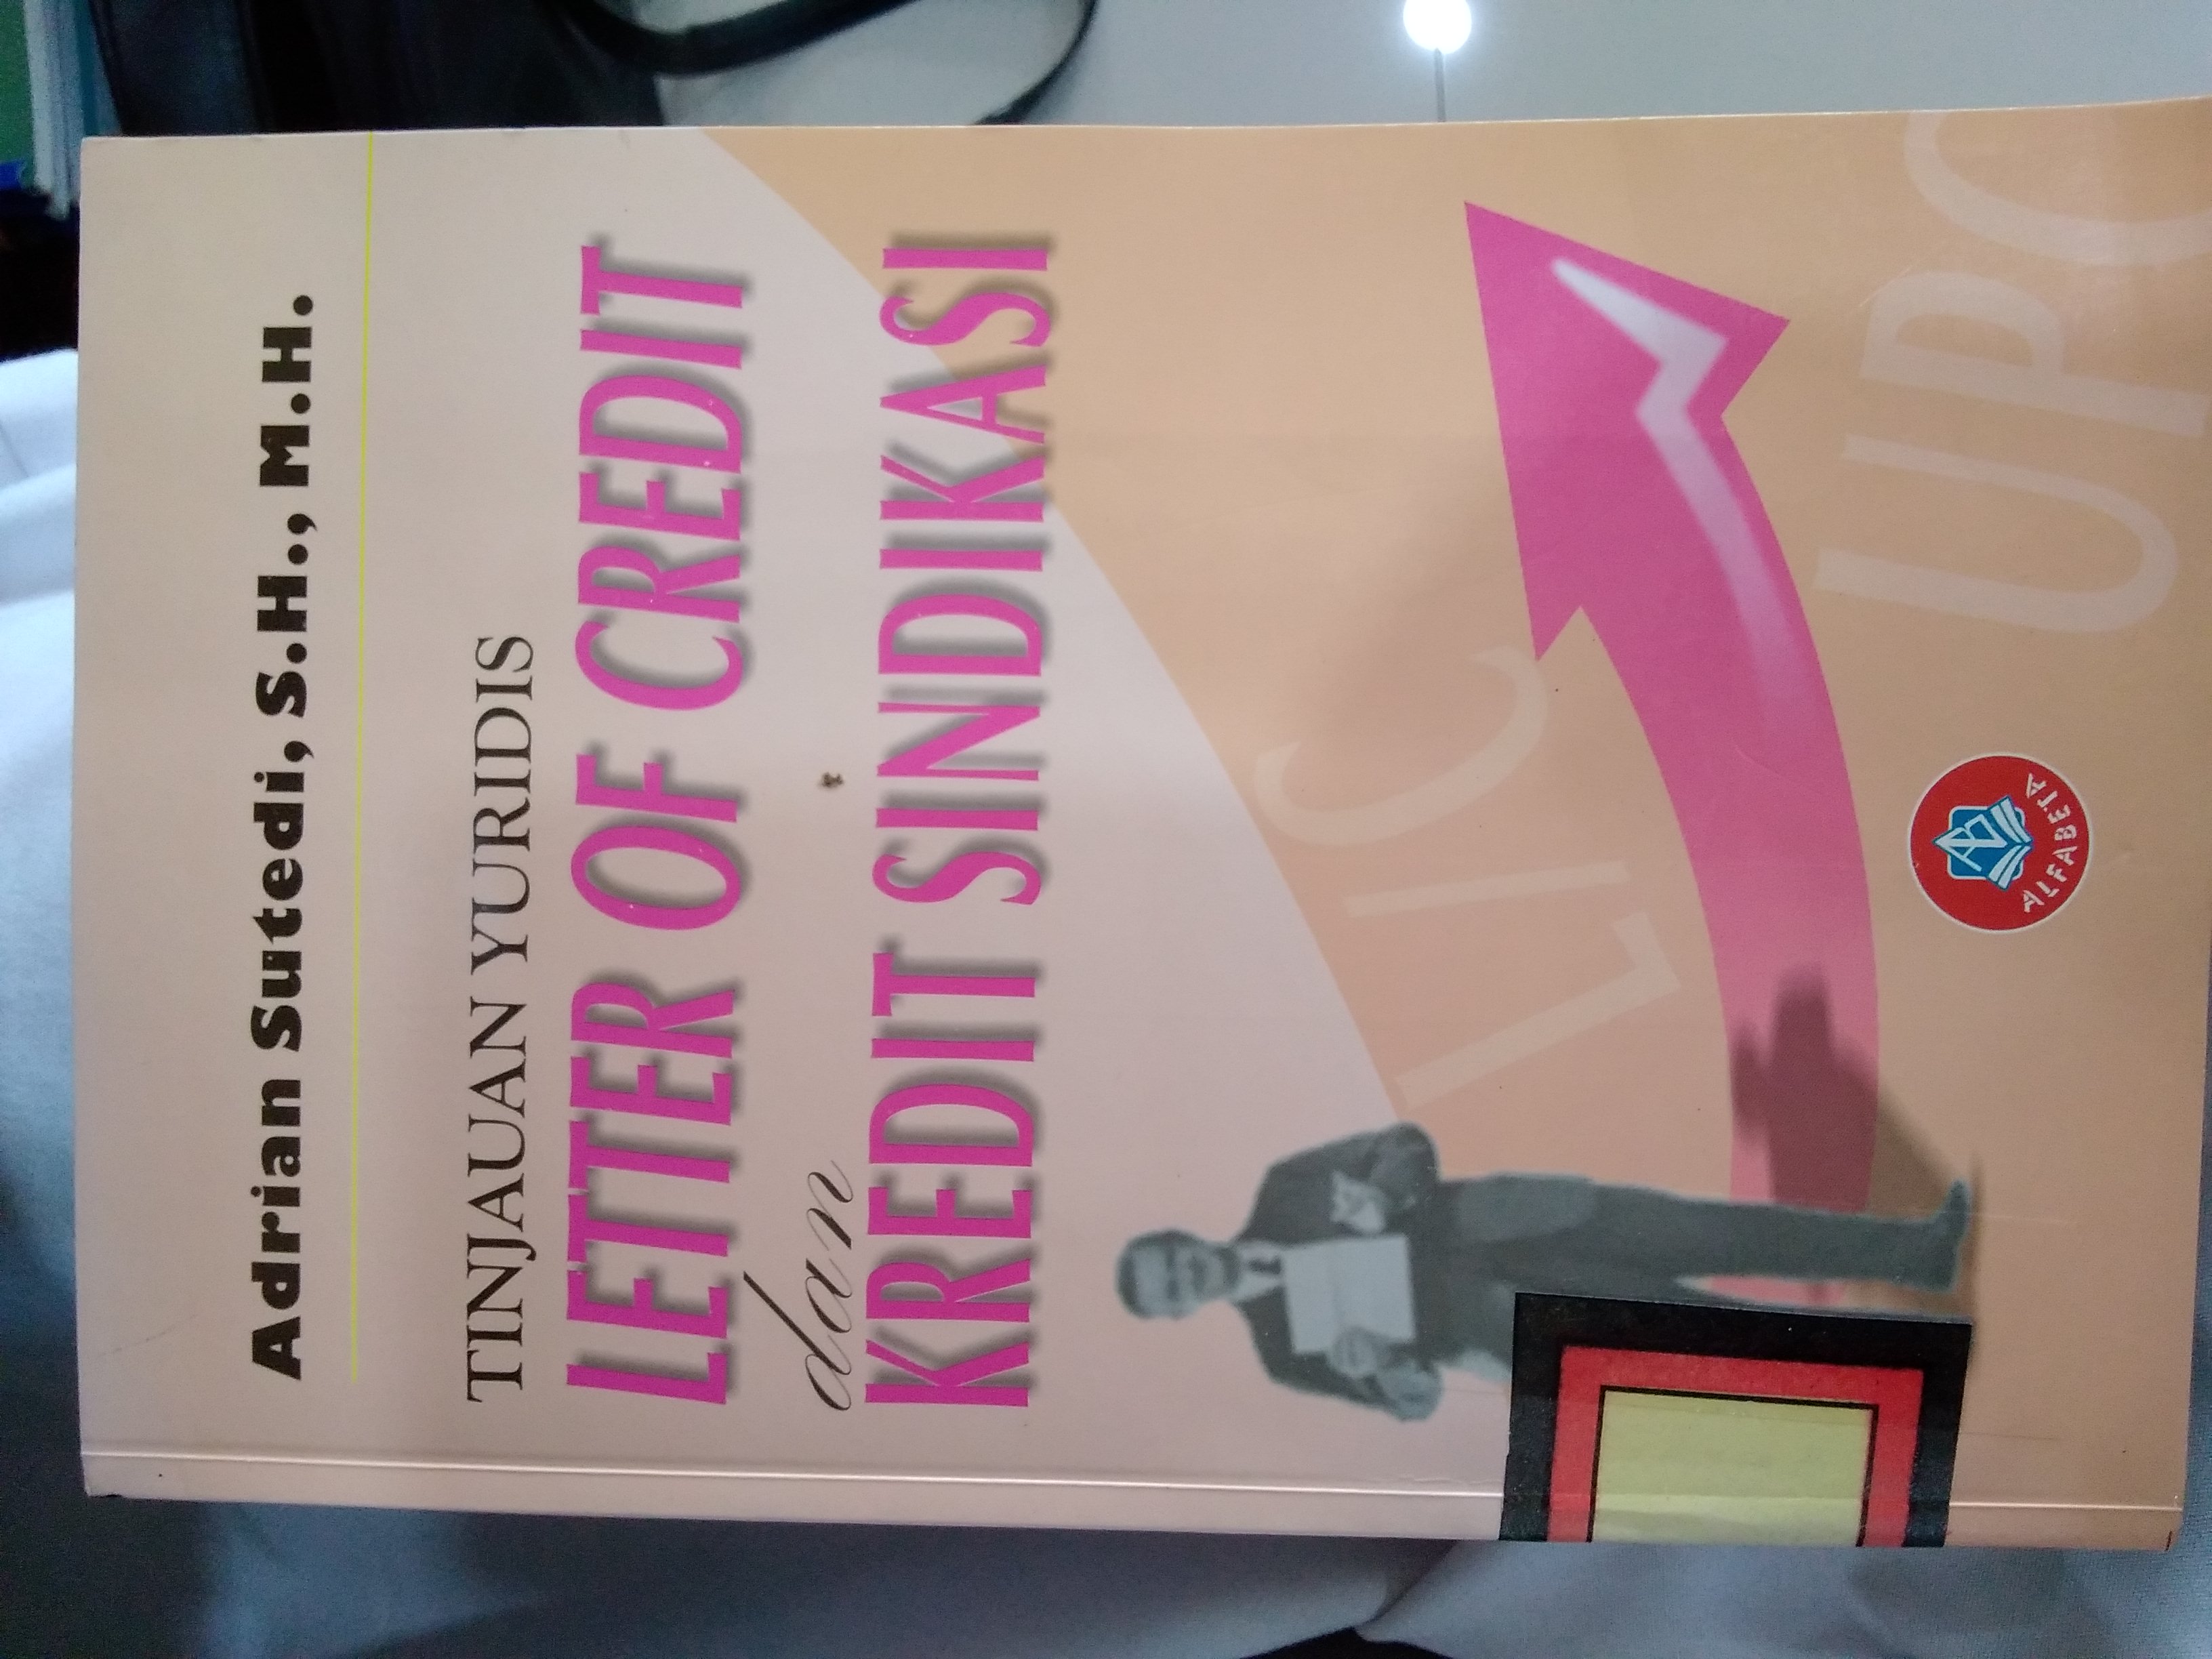 Adrian Sutedi, S.H., M.H.
TINJAUAN YURIDIS
LETTER OF CREDIT
dan
KREDIT SINDIKASI
L/C
UPC
ALFABETA